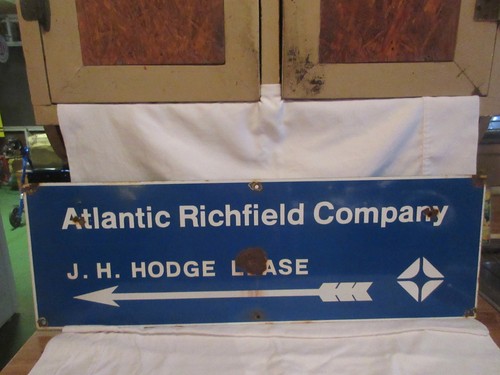 Atlantic Richfield Company
J. H. HODGE LEASE